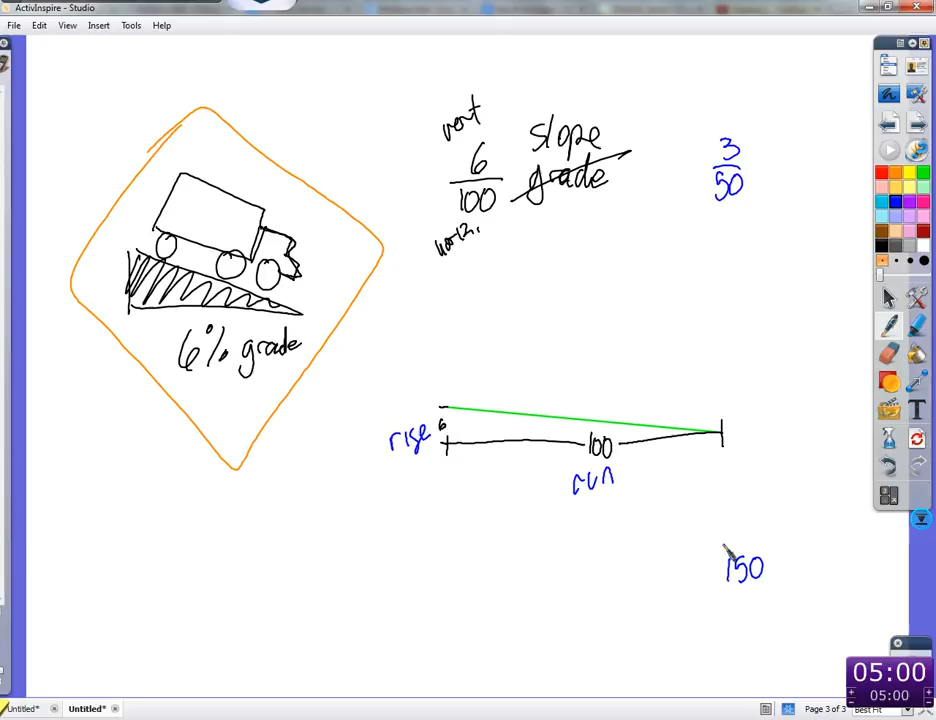 ActivInspire - Studio
File Edit View Insert Tools Help
vert
6
100
horiz.
slope
grade
3
50
6% grade
6
rise
100
run
150
05:00
05:00
Untitled*
Untitled*
Page 3 of 3
Best Fit